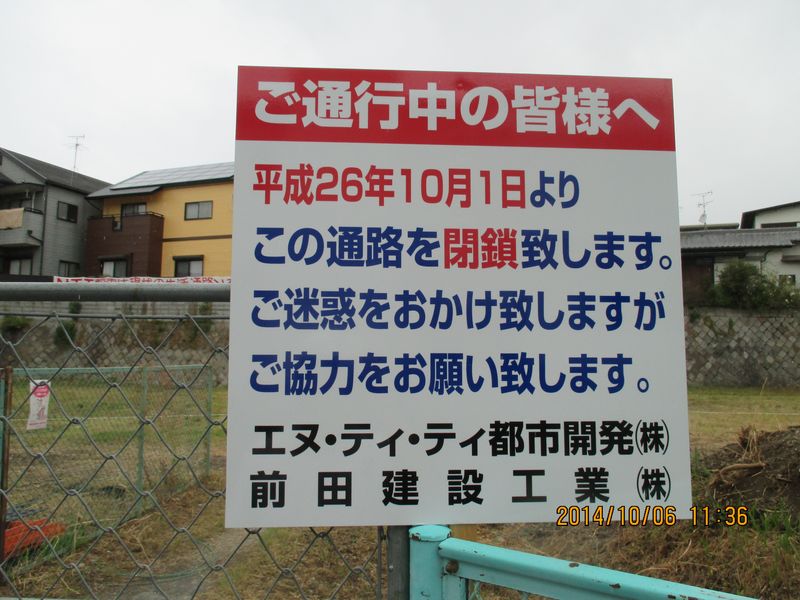 ご通行中の皆様へ
平成26年10月1日より
この通路を閉鎖致します。
ご迷惑をおかけ致しますが
ご協力をお願い致します。
エヌ・ティ・ティ都市開発(株)
前田建設工業(株)
2014/10/06 11:36